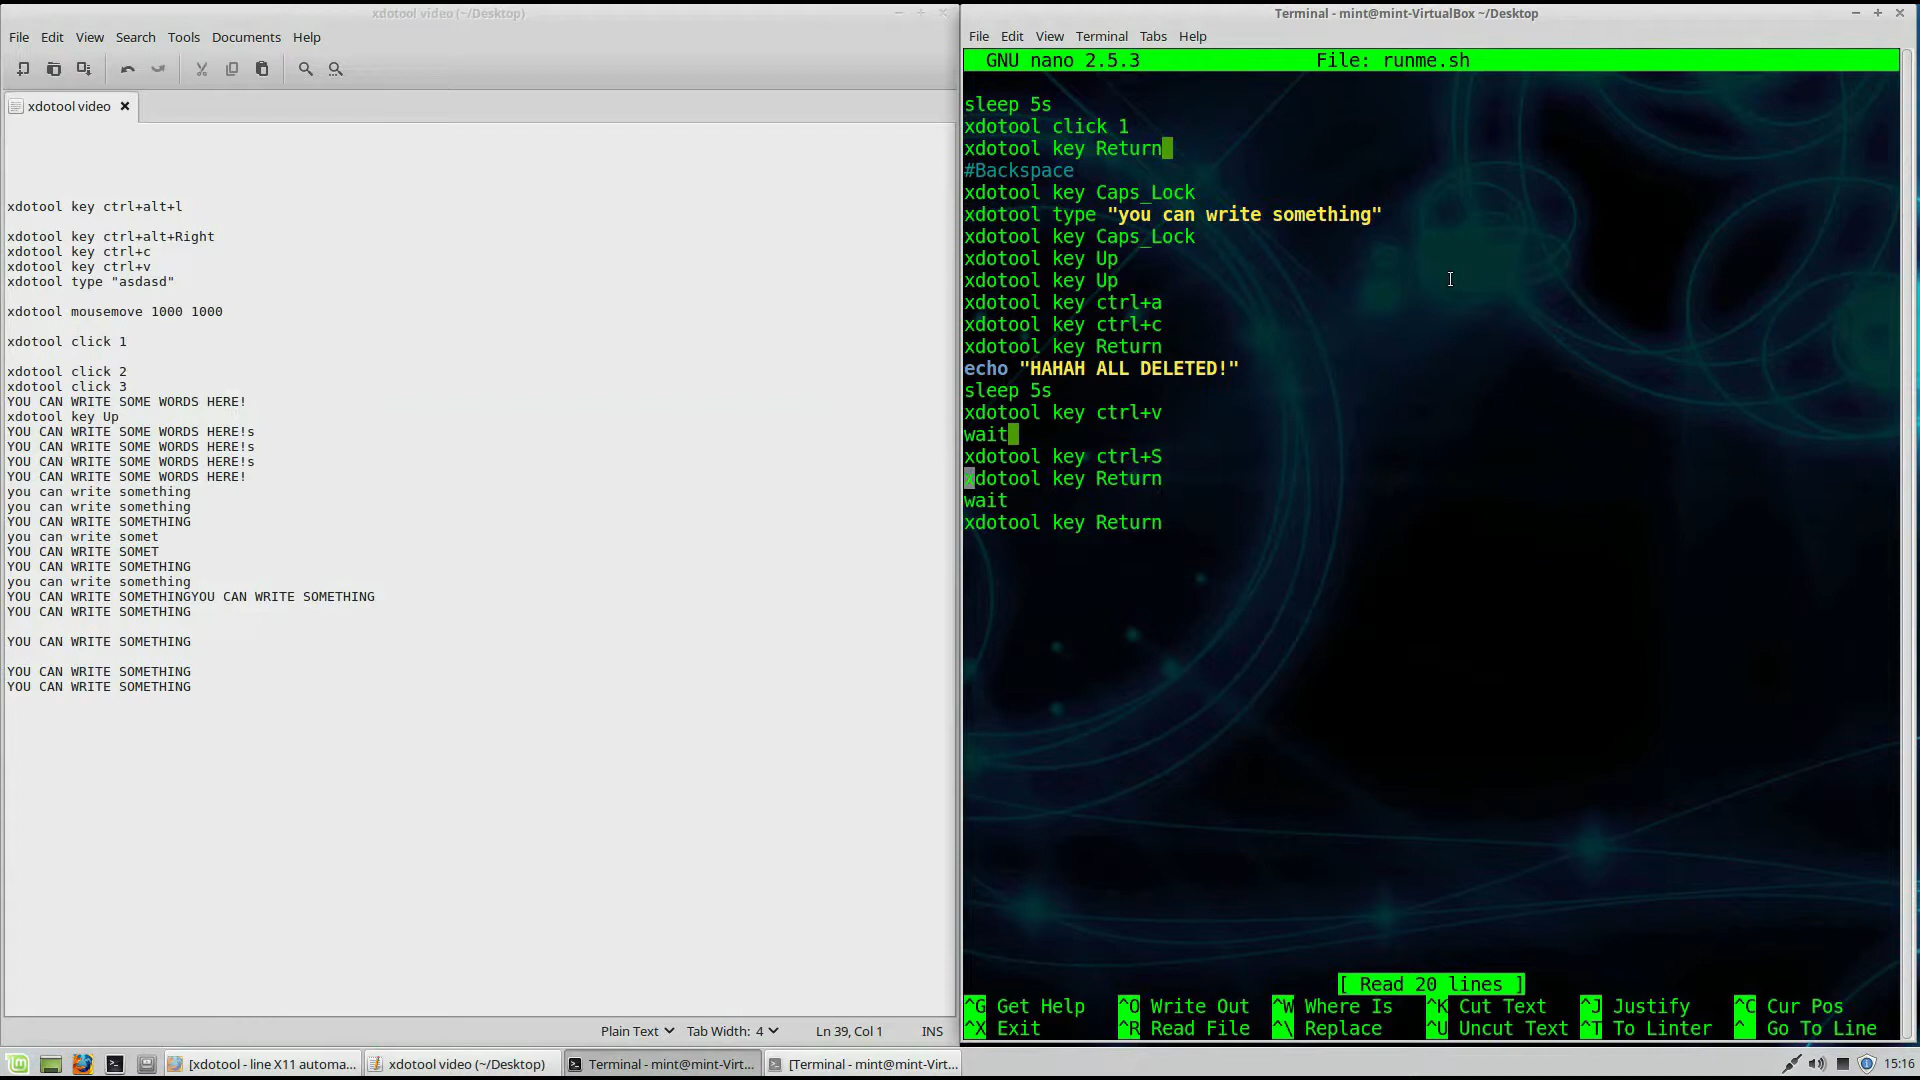 xdotool video (~/Desktop)
File Edit View Search Tools Documents Help
xdotool video
xdotool key ctrl+alt+l
xdotool key ctrl+alt+Right
xdotool key ctrl+c
xdotool key ctrl+v
xdotool type "asdasd"
xdotool mousemove 1000 1000
xdotool click 1
xdotool click 2
xdotool click 3
YOU CAN WRITE SOME WORDS HERE!
xdotool key Up
YOU CAN WRITE SOME WORDS HERE!s
YOU CAN WRITE SOME WORDS HERE!s
YOU CAN WRITE SOME WORDS HERE!s
YOU CAN WRITE SOME WORDS HERE!
you can write something
you can write something
YOU CAN WRITE SOMETHING
you can write somet
YOU CAN WRITE SOMET
YOU CAN WRITE SOMETHING
you can write something
YOU CAN WRITE SOMETHINGYOU CAN WRITE SOMETHING
YOU CAN WRITE SOMETHING
YOU CAN WRITE SOMETHING
YOU CAN WRITE SOMETHING
YOU CAN WRITE SOMETHING
Plain Text Tab Width: 4 Ln 39, Col 1 INS
Terminal - mint@mint-VirtualBox ~/Desktop
File Edit View Terminal Tabs Help
GNU nano 2.5.3 File: runme.sh
sleep 5s
xdotool click 1
xdotool key Return
#Backspace
xdotool key Caps_Lock
xdotool type "you can write something"
xdotool key Caps_Lock
xdotool key Up
xdotool key Up
xdotool key ctrl+a
xdotool key ctrl+c
xdotool key Return
echo "HAHAH ALL DELETED!"
sleep 5s
xdotool key ctrl+v
wait
xdotool key ctrl+S
xdotool key Return
wait
xdotool key Return
[ Read 20 lines ]
^G Get Help ^O Write Out ^W Where Is ^K Cut Text ^J Justify ^C Cur Pos
^X Exit ^R Read File ^\ Replace ^U Uncut Text ^T To Linter ^_ Go To Line
[xdotool - line X11 automa... xdotool video (~/Desktop) Terminal - mint@mint-Virt... [Terminal - mint@mint-Virt... 15:16